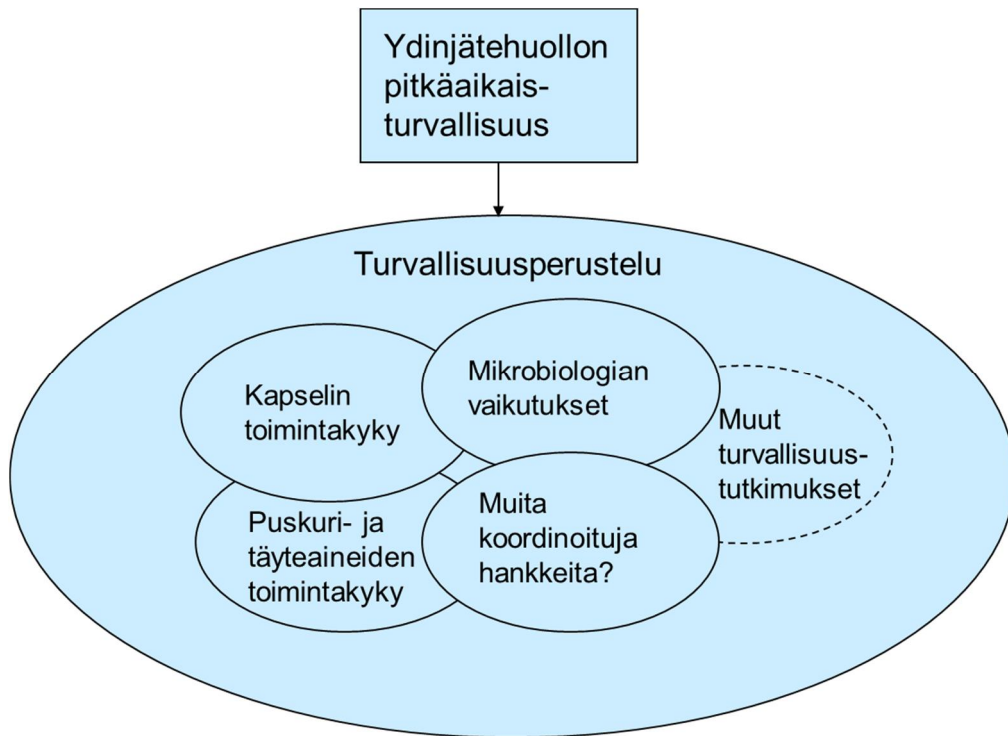 Ydinjätehuollon
pitkäaikais-
turvallisuus
Turvallisuusperustelu
Kapselin
toimintakyky
Mikrobiologian
vaikutukset
Muut
turvallisuus-
tutkimukset
Puskuri- ja
täyteaineiden
toimintakyky
Muita
koordinoituja
hankkeita?